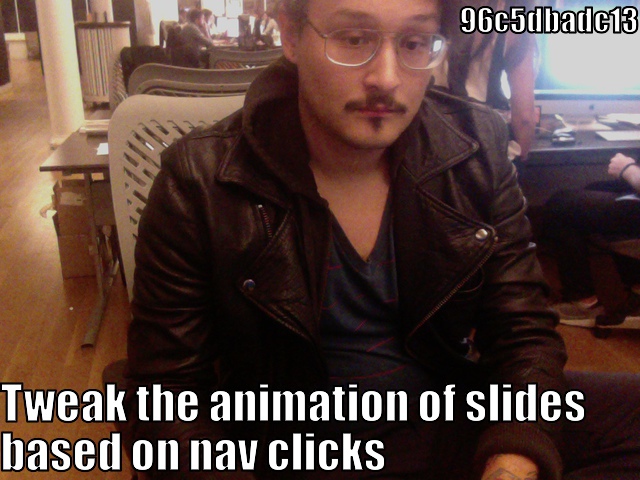 96c5dbadc13
Tweak the animation of slides
based on nav clicks